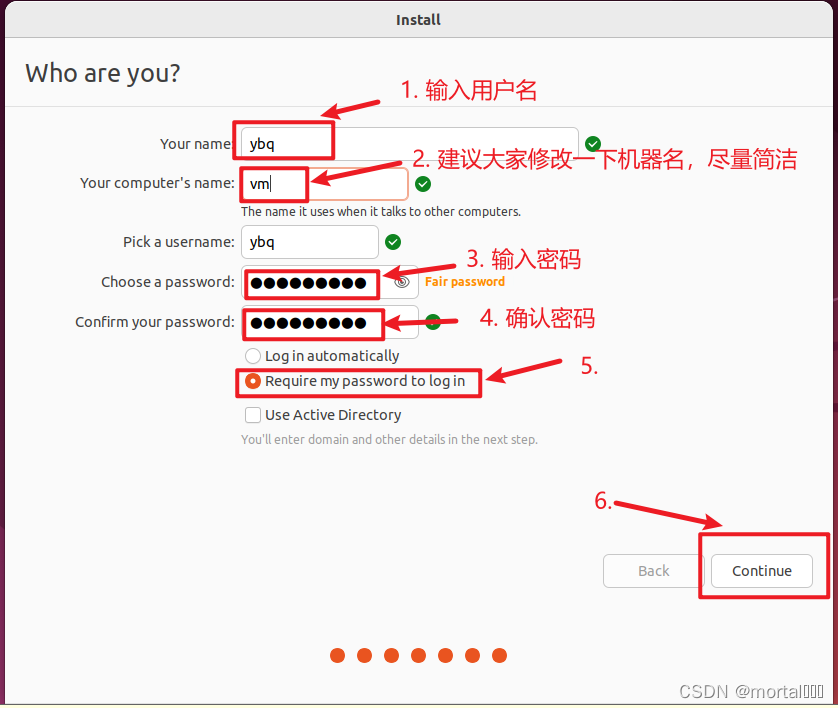 Install
Who are you?
1. 输入用户名
Your name
ybq
2. 建议大家修改一下机器名，尽量简洁
Your computer's name:
vm
The name it uses when it talks to other computers.
Pick a username:
ybq
3. 输入密码
Choose a password:
●●●●●●●●●
Fair password
4. 确认密码
Confirm your password:
●●●●●●●●●
Log in automatically
5.
Require my password to log in
Use Active Directory
You'll enter domain and other details in the next step.
6.
Back
Continue
CSDN @mortal